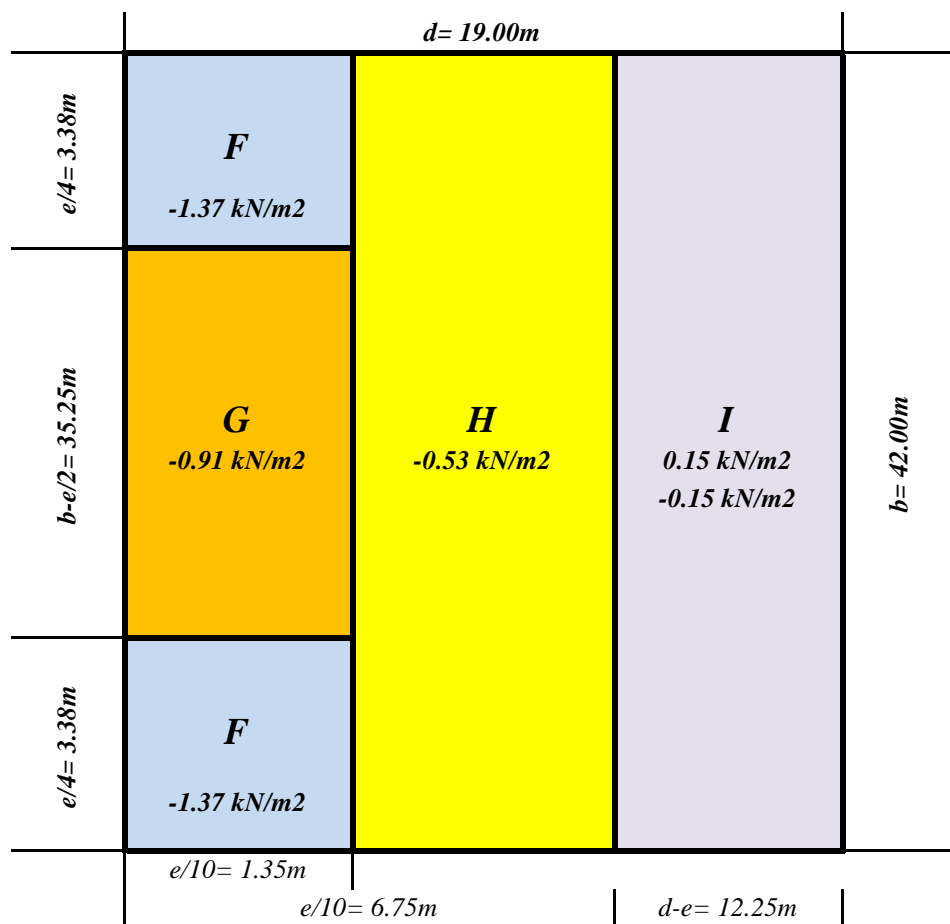 d= 19.00m
e/4= 3.38m
F
-1.37 kN/m2
b-e/2= 35.25m
G
-0.91 kN/m2
H
-0.53 kN/m2
I
0.15 kN/m2
-0.15 kN/m2
b= 42.00m
e/4= 3.38m
F
-1.37 kN/m2
e/10= 1.35m
e/10= 6.75m
d-e= 12.25m